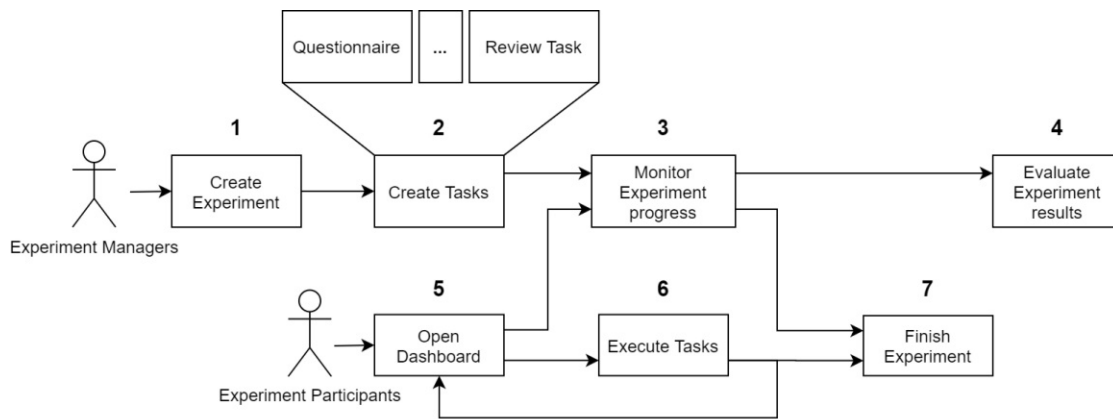 Questionnaire
...
Review Task
1
2
3
4
Create
Experiment
Create Tasks
Monitor
Experiment
progress
Evaluate
Experiment
results
Experiment Managers
5
6
7
Open
Dashboard
Execute Tasks
Finish
Experiment
Experiment Participants